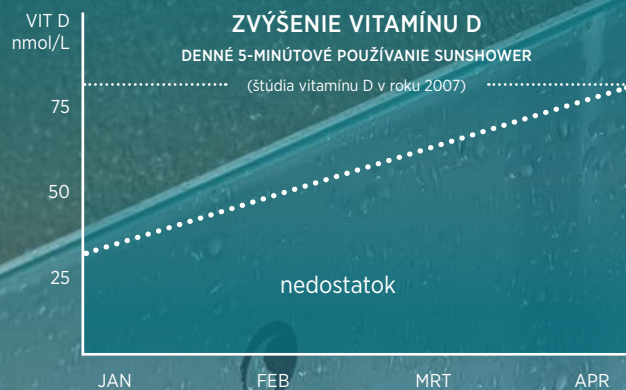 VIT D
nmol/L
ZVÝŠENIE VITAMÍNU D
DENNÉ 5-MINÚTOVÉ POUŽÍVANIE SUNSHOWER
(štúdia vitamínu D v roku 2007)
75
50
25
nedostatok
JAN FEB MRT APR